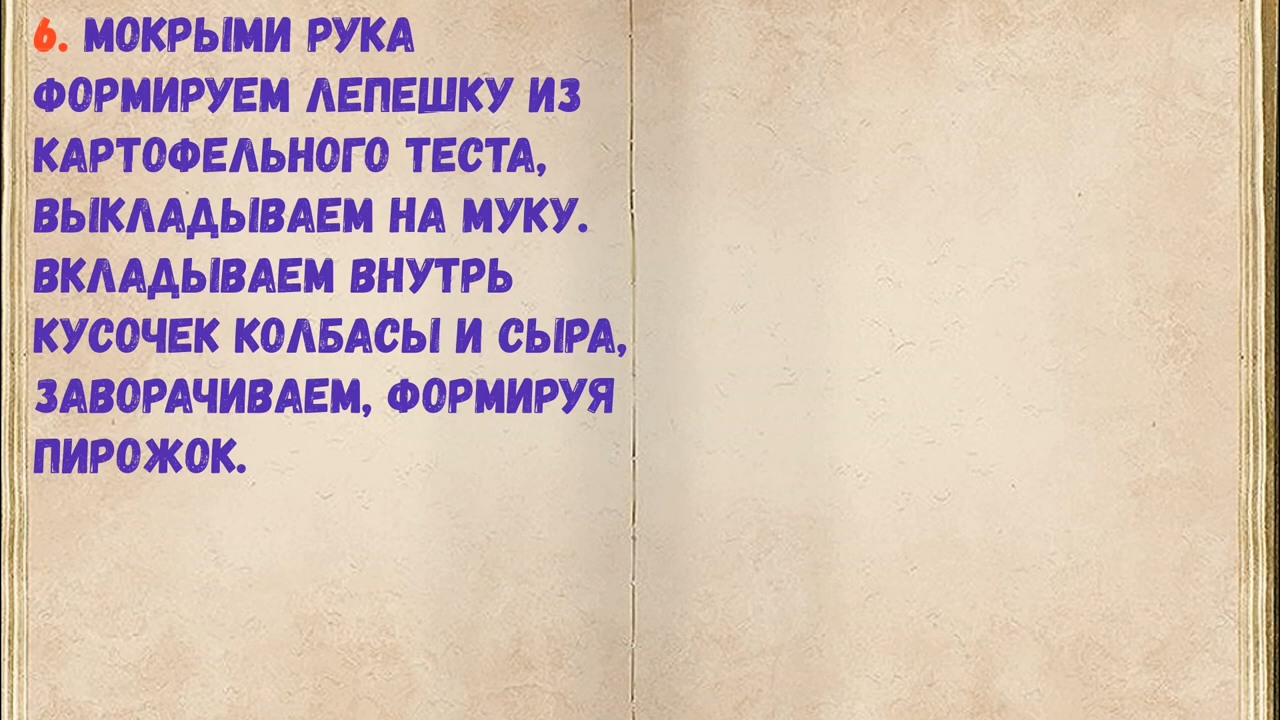 6. МОКРЫМИ РУКА
ФОРМИРУЕМ ЛЕПЕШКУ ИЗ
КАРТОФЕЛЬНОГО ТЕСТА,
ВЫКЛАДЫВАЕМ НА МУКУ.
ВКЛАДЫВАЕМ ВНУТРЬ
КУСОЧЕК КОЛБАСЫ И СЫРА,
ЗАВОРАЧИВАЕМ, ФОРМИРУЯ
ПИРОЖОК.